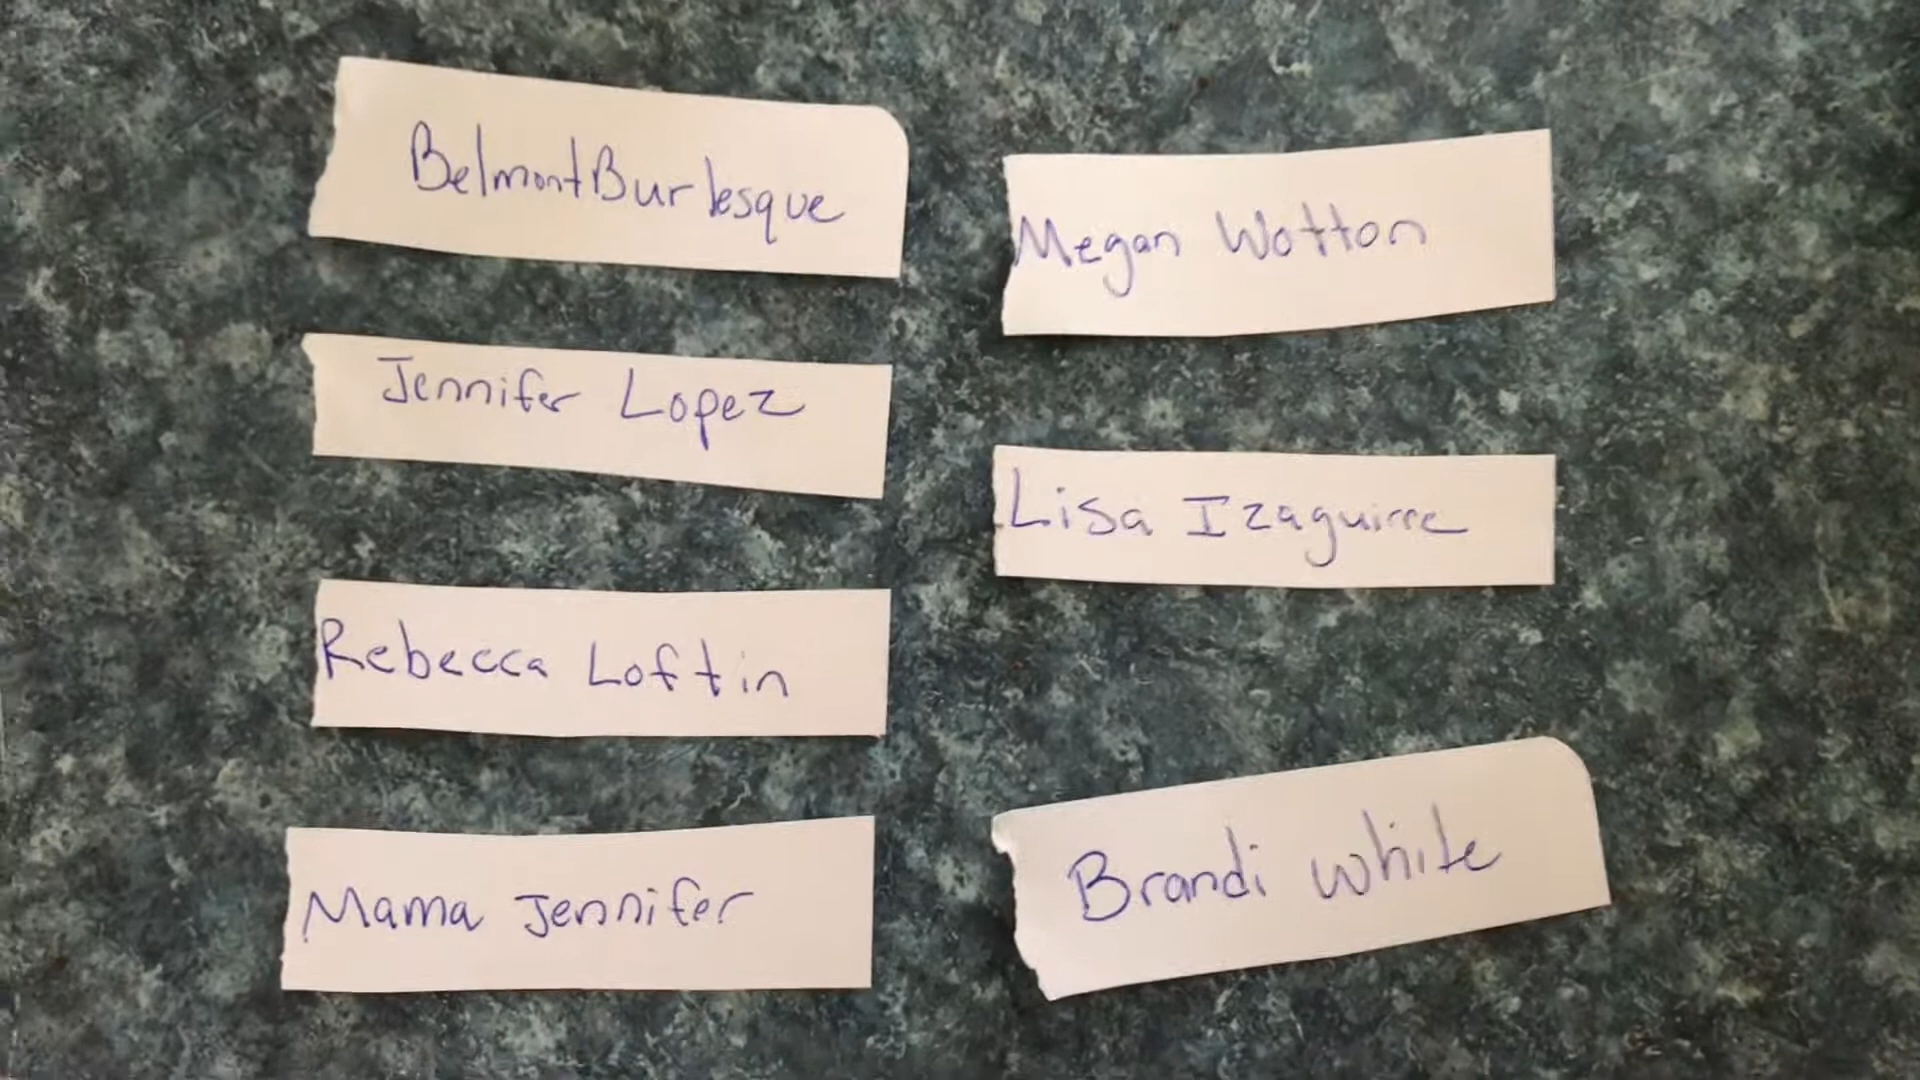 BelmontBurlesque
Jennifer Lopez
Rebecca Loftin
Mama Jennifer
Megan Wotton
Lisa Izaguirre
Brandi white